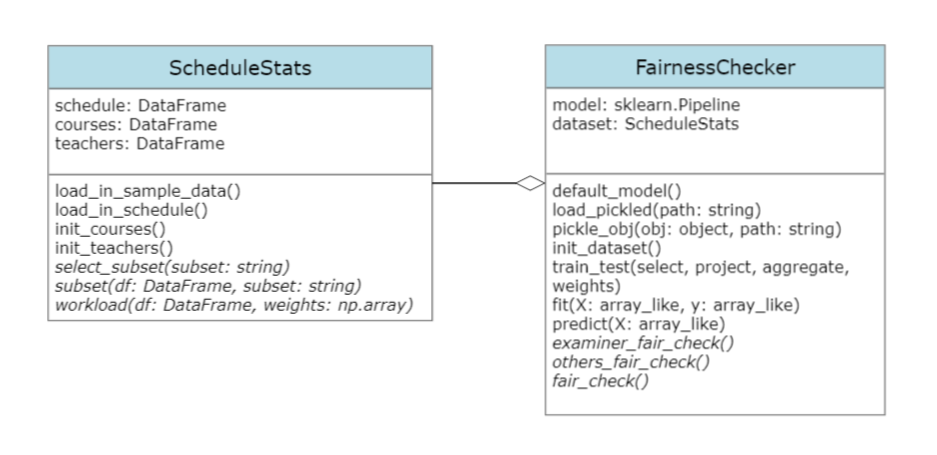 ScheduleStats
schedule: DataFrame
courses: DataFrame
teachers: DataFrame
load_in_sample_data()
load_in_schedule()
init_courses()
init_teachers()
select_subset(subset: string)
subset(df: DataFrame, subset: string)
workload(df: DataFrame, weights: np.array)
FairnessChecker
model: sklearn.Pipeline
dataset: ScheduleStats
default_model()
load_pickled(path: string)
pickle_obj(obj: object, path: string)
init_dataset()
train_test(select, project, aggregate,
weights)
fit(X: array_like, y: array_like)
predict(X: array_like)
examiner_fair_check()
others_fair_check()
fair_check()